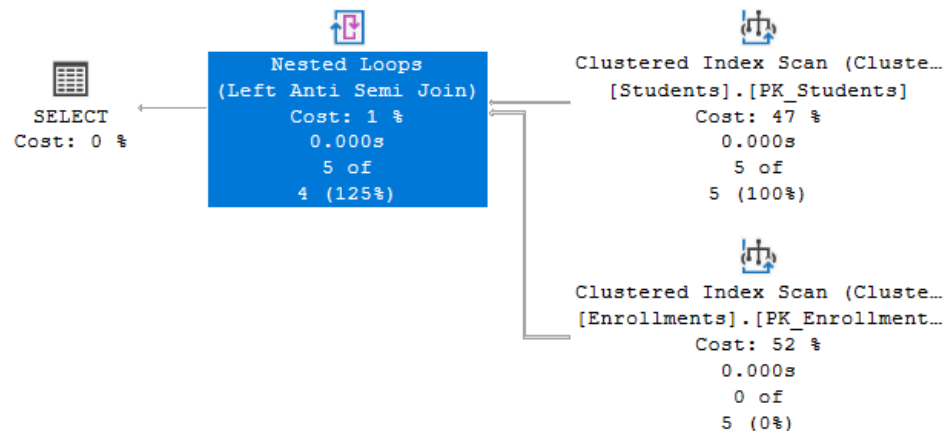 SELECT
Cost: 0 %
Nested Loops
(Left Anti Semi Join)
Cost: 1 %
0.000s
5 of
4 (125%)
Clustered Index Scan (Cluste…
[Students].[PK_Students]
Cost: 47 %
0.000s
5 of
5 (100%)
Clustered Index Scan (Cluste…
[Enrollments].[PK_Enrollment…
Cost: 52 %
0.000s
0 of
5 (0%)